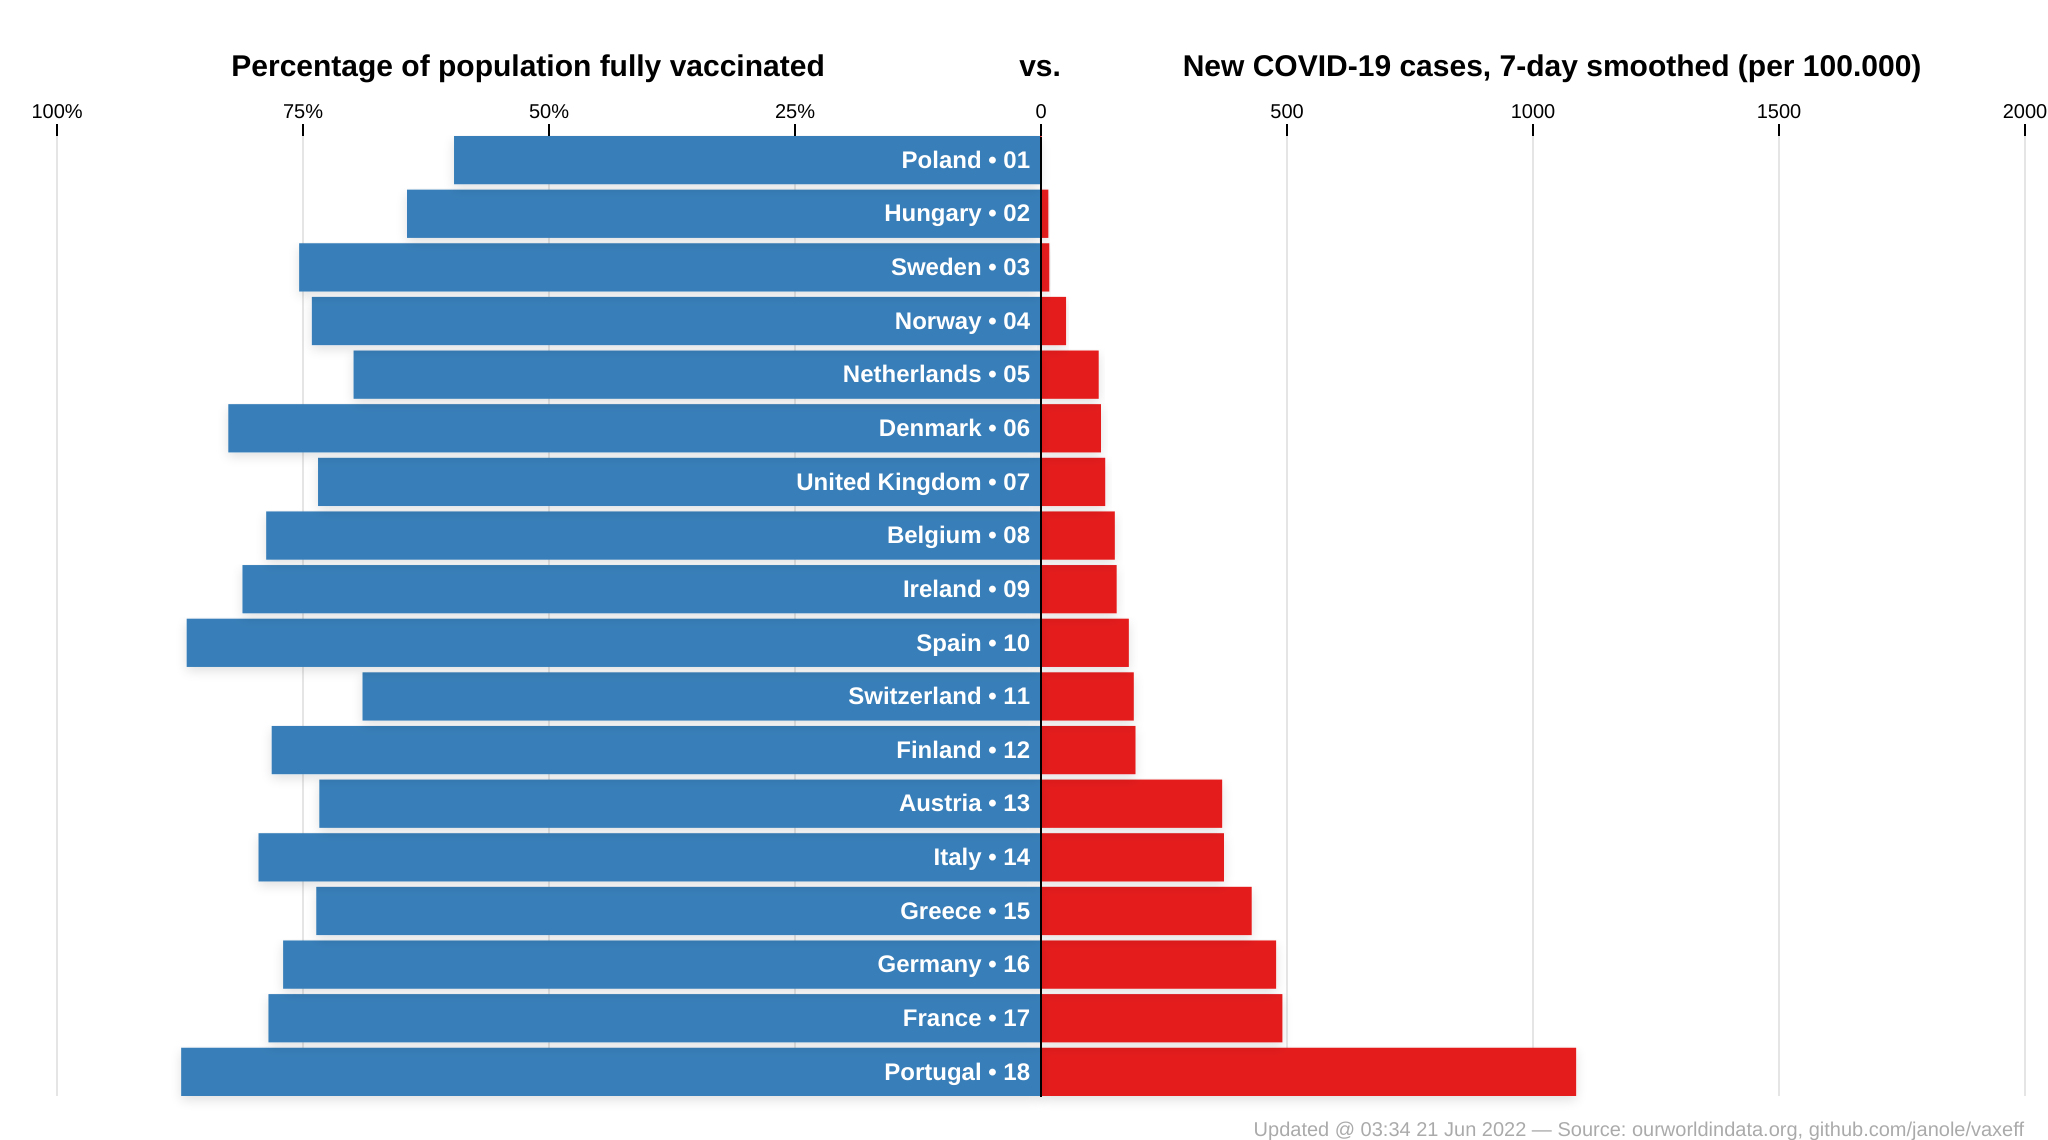 Percentage of population fully vaccinated vs. New COVID-19 cases, 7-day smoothed (per 100.000)
100% 75% 50% 25% 0 500 1000 1500 2000
Poland • 01
Hungary • 02
Sweden • 03
Norway • 04
Netherlands • 05
Denmark • 06
United Kingdom • 07
Belgium • 08
Ireland • 09
Spain • 10
Switzerland • 11
Finland • 12
Austria • 13
Italy • 14
Greece • 15
Germany • 16
France • 17
Portugal • 18
Updated @ 03:34 21 Jun 2022 — Source: ourworldindata.org, github.com/janole/vaxeff